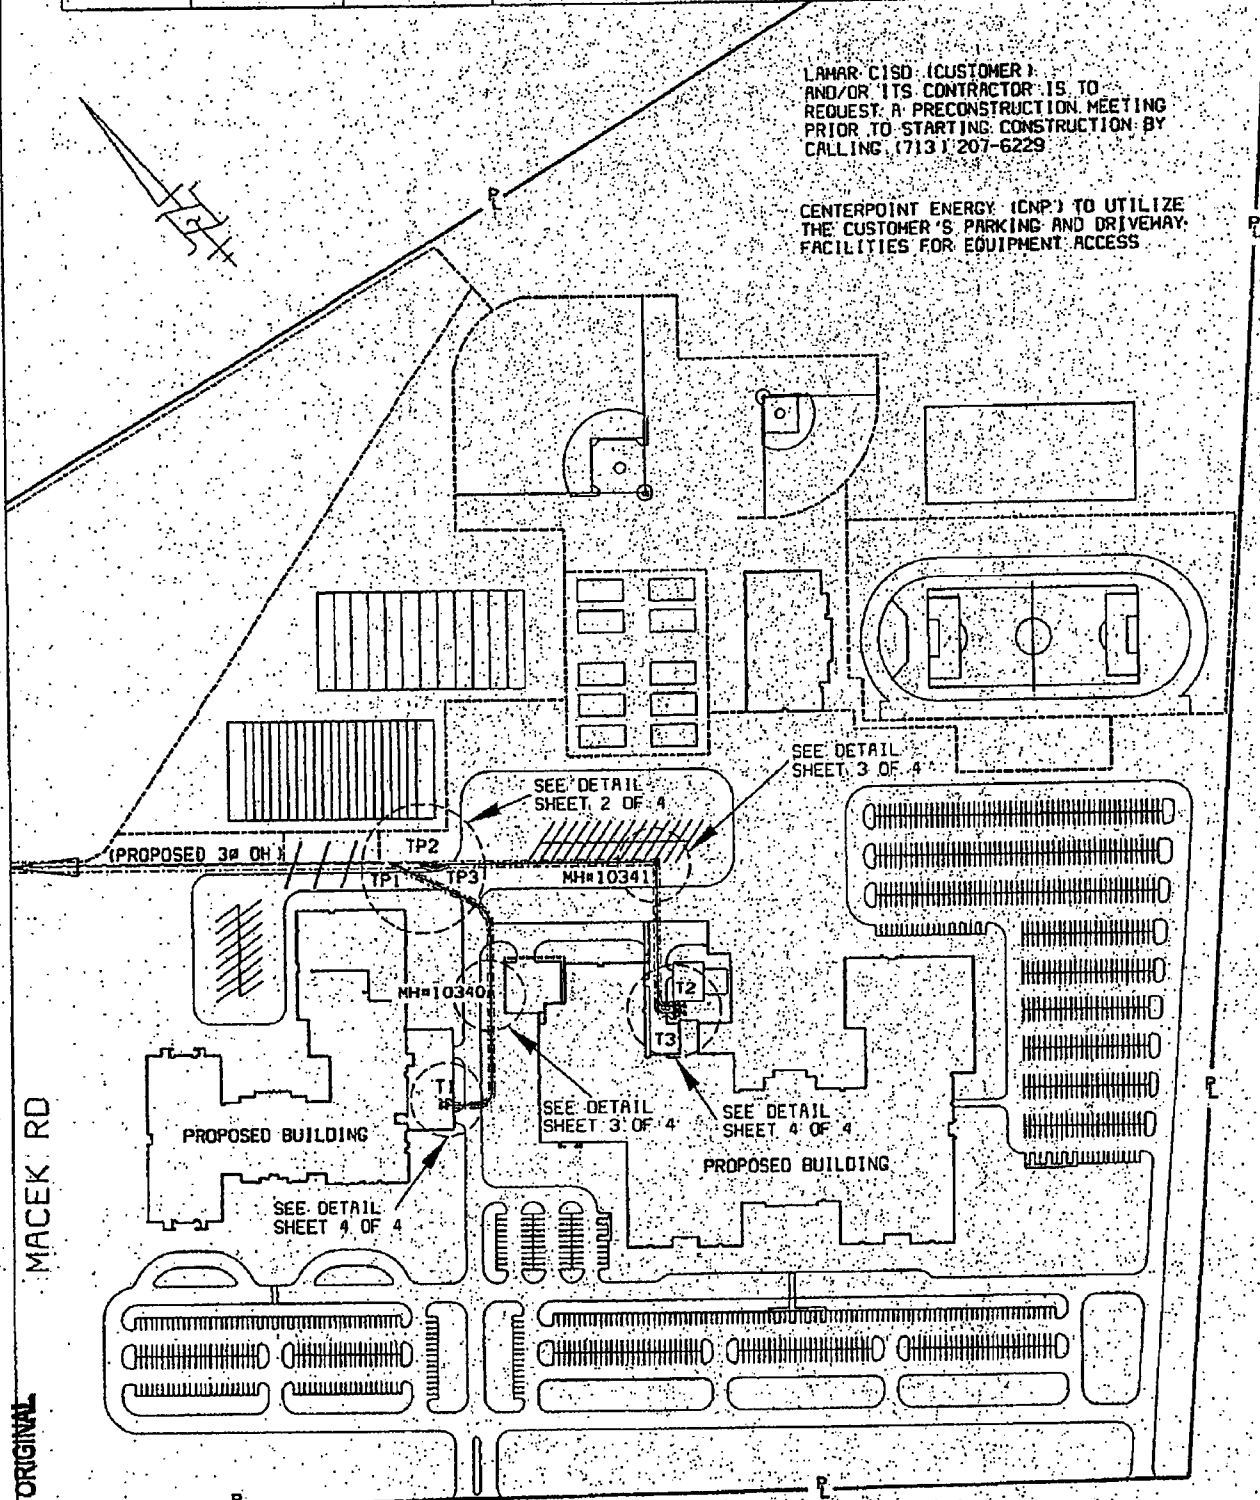 LAMAR CISD (CUSTOMER)
AND/OR ITS CONTRACTOR IS TO
REQUEST A PRECONSTRUCTION MEETING
PRIOR TO STARTING CONSTRUCTION BY
CALLING (713) 207-6229
CENTERPOINT ENERGY (CNP) TO UTILIZE
THE CUSTOMER'S PARKING AND DRIVEWAY
FACILITIES FOR EQUIPMENT ACCESS
PL
PL
SEE DETAIL
SHEET 3 OF 4
SEE DETAIL
SHEET 2 OF 4
(PROPOSED 3Ø OH)
TP2
TP1
TP3
MH#10341
MH#10340
T2
T3
T1
PL
SEE DETAIL
SHEET 3 OF 4
SEE DETAIL
SHEET 4 OF 4
PROPOSED BUILDING
PROPOSED BUILDING
SEE DETAIL
SHEET 4 OF 4
MACEK RD
ORIGINAL
PL